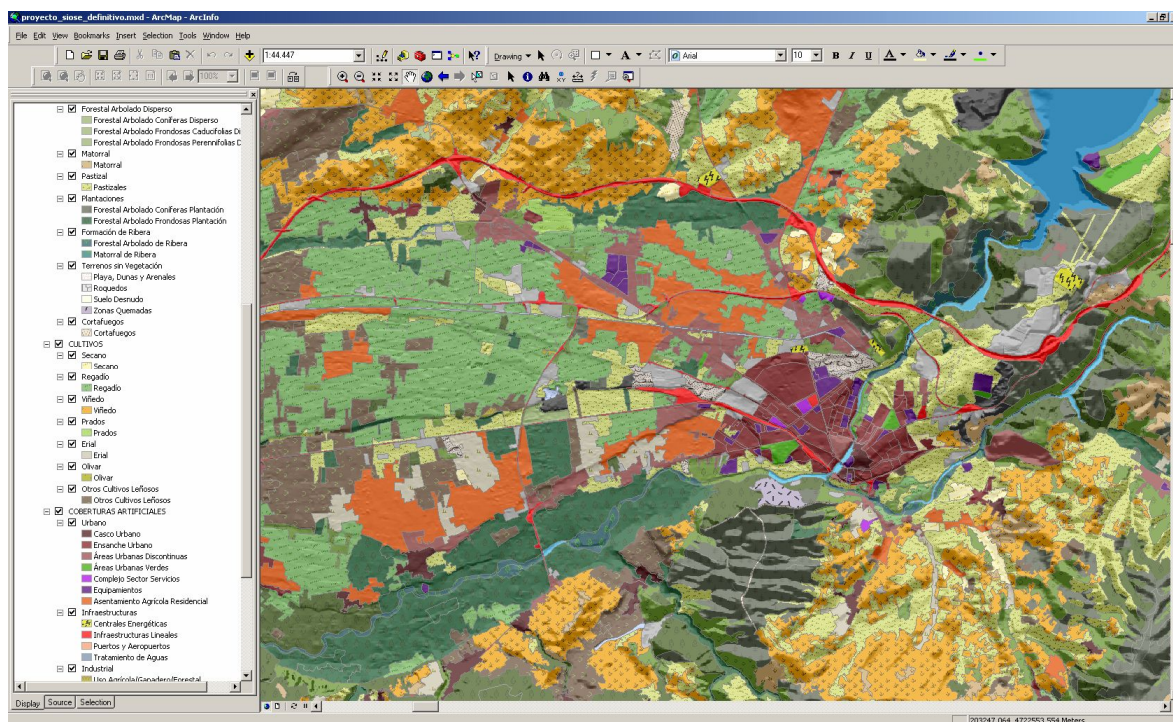 proyecto_siose_definitivo.mxd - ArcMap - ArcInfo
File Edit View Bookmarks Insert Selection Tools Window Help
1:44.447
Drawing
A
Arial
10
B I U A
100%
Forestal Arbolado Disperso
Forestal Arbolado Coníferas Disperso
Forestal Arbolado Frondosas Caducifolias Di
Forestal Arbolado Frondosas Perennifolias D
Matorral
Matorral
Pastizal
Pastizales
Plantaciones
Forestal Arbolado Coníferas Plantación
Forestal Arbolado Frondosas Plantación
Formación de Ribera
Forestal Arbolado de Ribera
Matorral de Ribera
Terrenos sin Vegetación
Playa, Dunas y Arenales
Roquedos
Suelo Desnudo
Zonas Quemadas
Cortafuegos
Cortafuegos
CULTIVOS
Secano
Secano
Regadío
Regadío
Viñedo
Viñedo
Prados
Prados
Erial
Erial
Olivar
Olivar
Otros Cultivos Leñosos
Otros Cultivos Leñosos
COBERTURAS ARTIFICIALES
Urbano
Casco Urbano
Ensanche Urbano
Áreas Urbanas Discontinuas
Áreas Urbanas Verdes
Complejo Sector Servicios
Equipamientos
Asentamiento Agrícola Residencial
Infraestructuras
Centrales Energéticas
Infraestructuras Lineales
Puertos y Aeropuertos
Tratamiento de Aguas
Industrial
Uso Agrícola/Ganadero/Forestal
Display Source Selection
203247,064 4722553,554 Meters